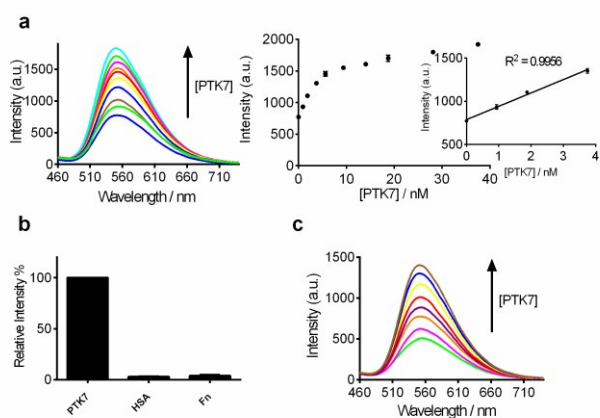 a
Intensity (a.u.)
1500
1000
500
0
460 510 560 610 660 710
Wavelength / nm
[PTK7]
Intensity (a.u.)
2000
1500
1000
500
0
0 10 20 30 40
[PTK7] / nM
Intensity (a.u.)
1500
1000
500
0 1 2 3 4
[PTK7] / nM
R² = 0.9956
b
Relative Intensity %
100
50
0
PTK7 HSA Fn
c
Intensity (a.u.)
1500
1000
500
0
460 510 560 610 660 710
Wavelength / nm
[PTK7]